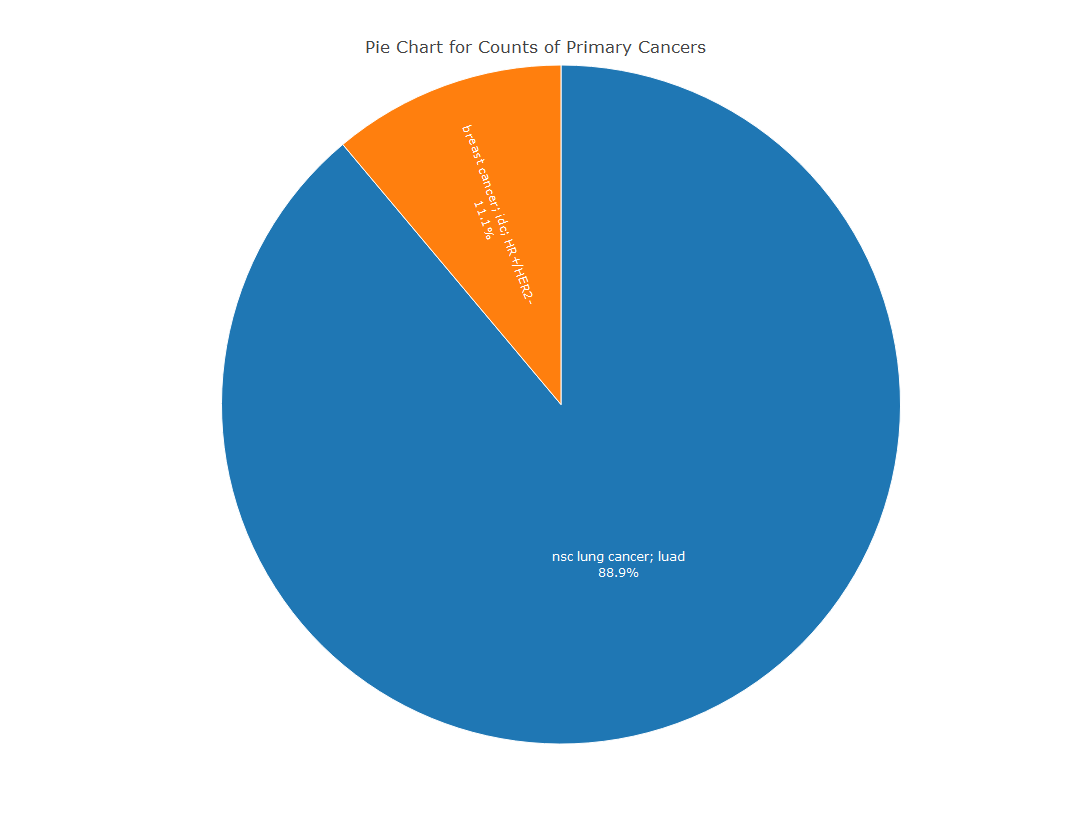 Pie Chart for Counts of Primary Cancers
breast cancer; idc; HR+/HER2-
11.1%
nsc lung cancer; luad
88.9%